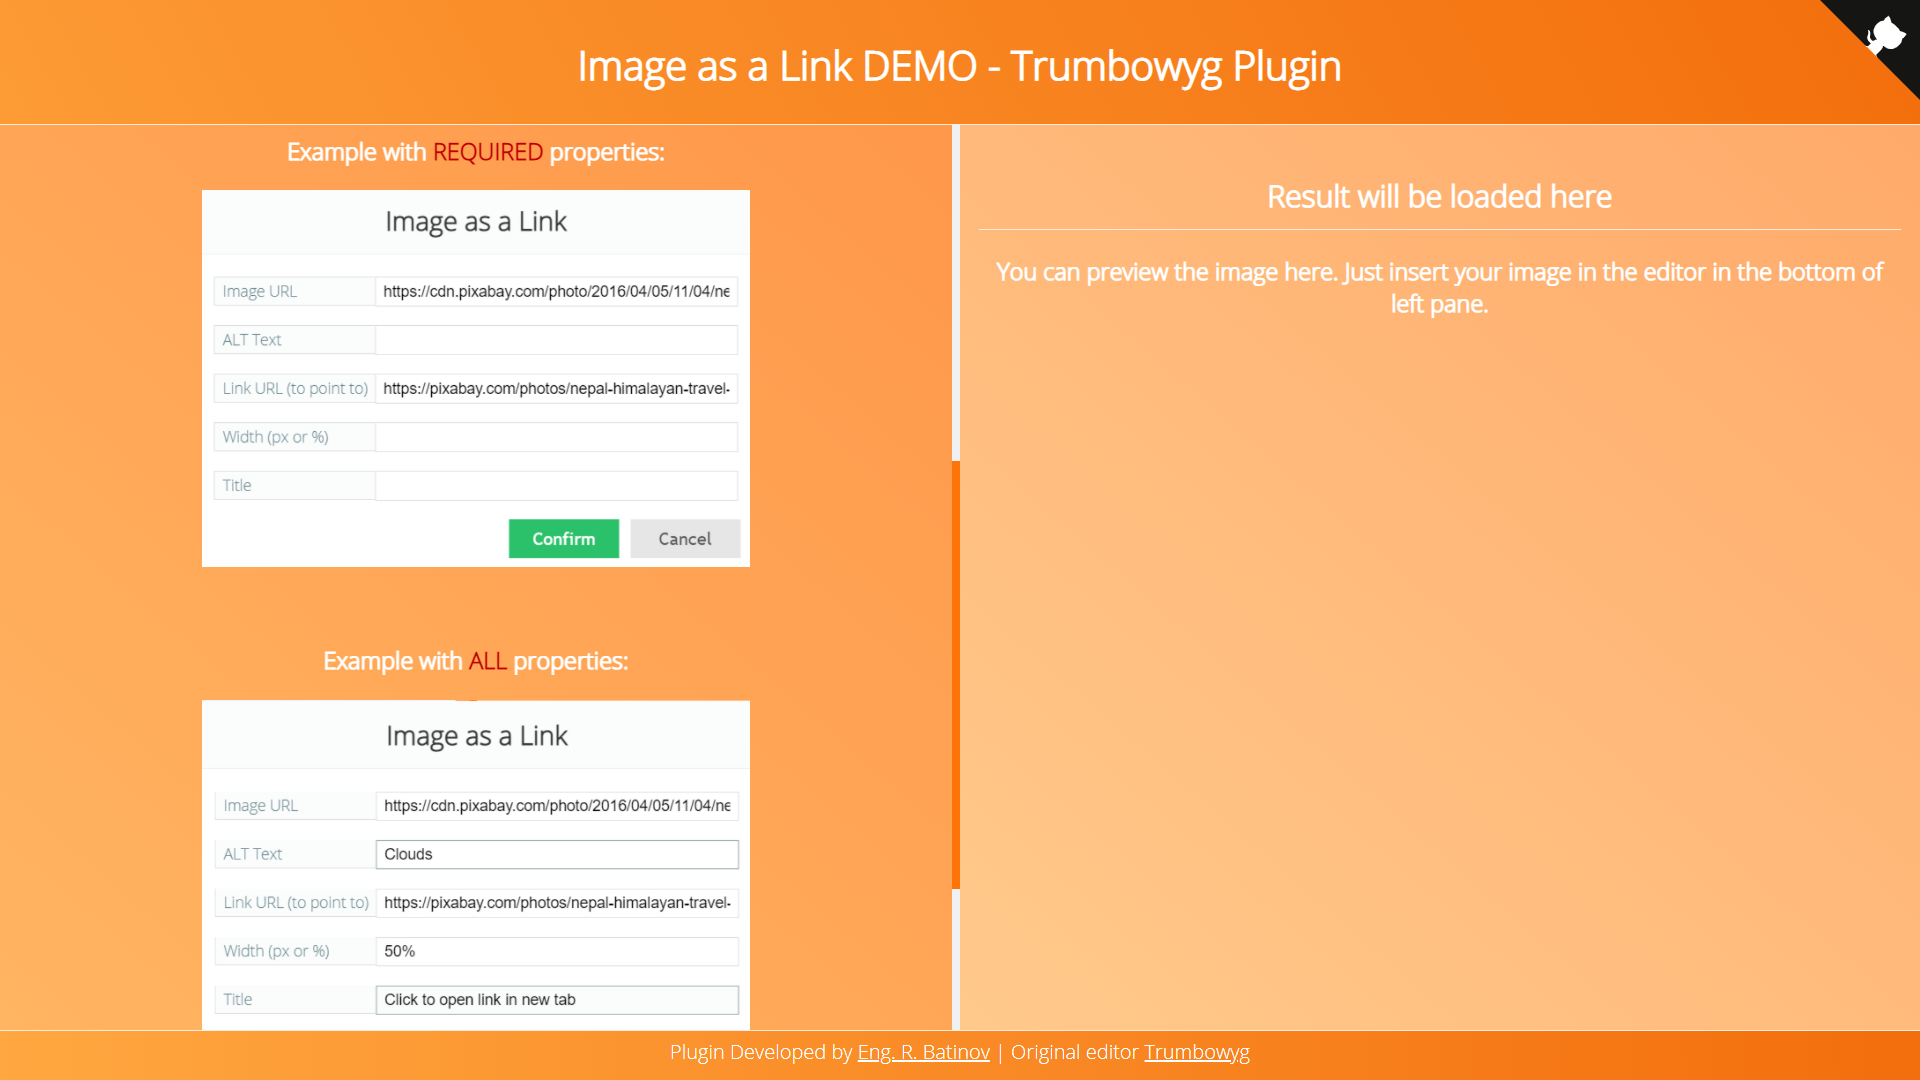 Image as a Link DEMO - Trumbowyg Plugin
Example with REQUIRED properties:
Image as a Link
Image URL
https://cdn.pixabay.com/photo/2016/04/05/11/04/ne
ALT Text
Link URL (to point to)
https://pixabay.com/photos/nepal-himalayan-travel-
Width (px or %)
Title
Confirm
Cancel
Example with ALL properties:
Image as a Link
Image URL
https://cdn.pixabay.com/photo/2016/04/05/11/04/ne
ALT Text
Clouds
Link URL (to point to)
https://pixabay.com/photos/nepal-himalayan-travel-
Width (px or %)
50%
Title
Click to open link in new tab
Result will be loaded here
You can preview the image here. Just insert your image in the editor in the bottom of
left pane.
Plugin Developed by Eng. R. Batinov | Original editor Trumbowyg